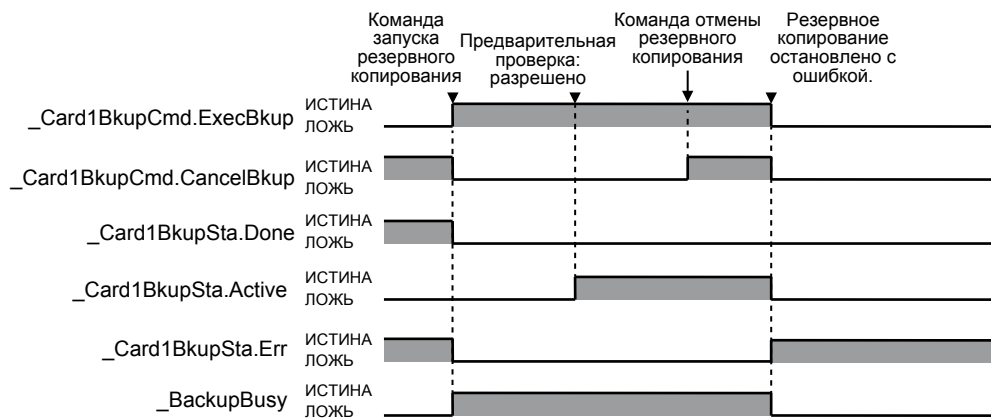 Команда
запуска
резервного
копирования
Предварительная
проверка:
разрешено
Команда отмены
резервного
копирования
Резервное
копирование
остановлено с
ошибкой.
_Card1BkupCmd.ExecBkup
ИСТИНА
ЛОЖЬ
_Card1BkupCmd.CancelBkup
ИСТИНА
ЛОЖЬ
_Card1BkupSta.Done
ИСТИНА
ЛОЖЬ
_Card1BkupSta.Active
ИСТИНА
ЛОЖЬ
_Card1BkupSta.Err
ИСТИНА
ЛОЖЬ
_BackupBusy
ИСТИНА
ЛОЖЬ